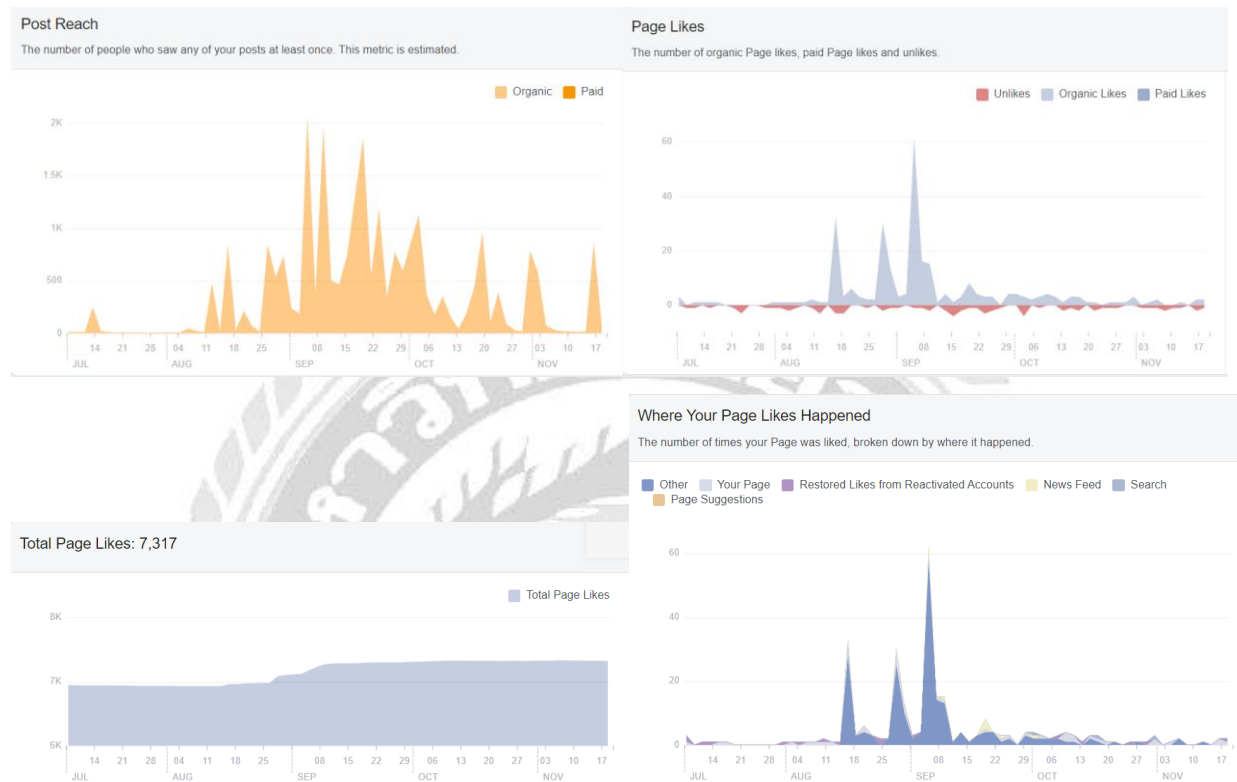 Post Reach
The number of people who saw any of your posts at least once. This metric is estimated.
Organic Paid
2K
1.5K
1K
500
0
14 21 28 04 11 18 25 08 15 22 29 06 13 20 27 03 10 17
JUL AUG SEP OCT NOV
Page Likes
The number of organic Page likes, paid Page likes and unlikes.
Unlikes Organic Likes Paid Likes
60
40
20
0
14 21 28 04 11 18 25 08 15 22 29 06 13 20 27 03 10 17
JUL AUG SEP OCT NOV
Total Page Likes: 7,317
Total Page Likes
8K
7K
6K
14 21 28 04 11 18 25 08 15 22 29 06 13 20 27 03 10 17
JUL AUG SEP OCT NOV
Where Your Page Likes Happened
The number of times your Page was liked, broken down by where it happened.
Other Your Page Restored Likes from Reactivated Accounts News Feed Search
Page Suggestions
60
40
20
0
14 21 28 04 11 18 25 08 15 22 29 06 13 20 27 03 10 17
JUL AUG SEP OCT NOV